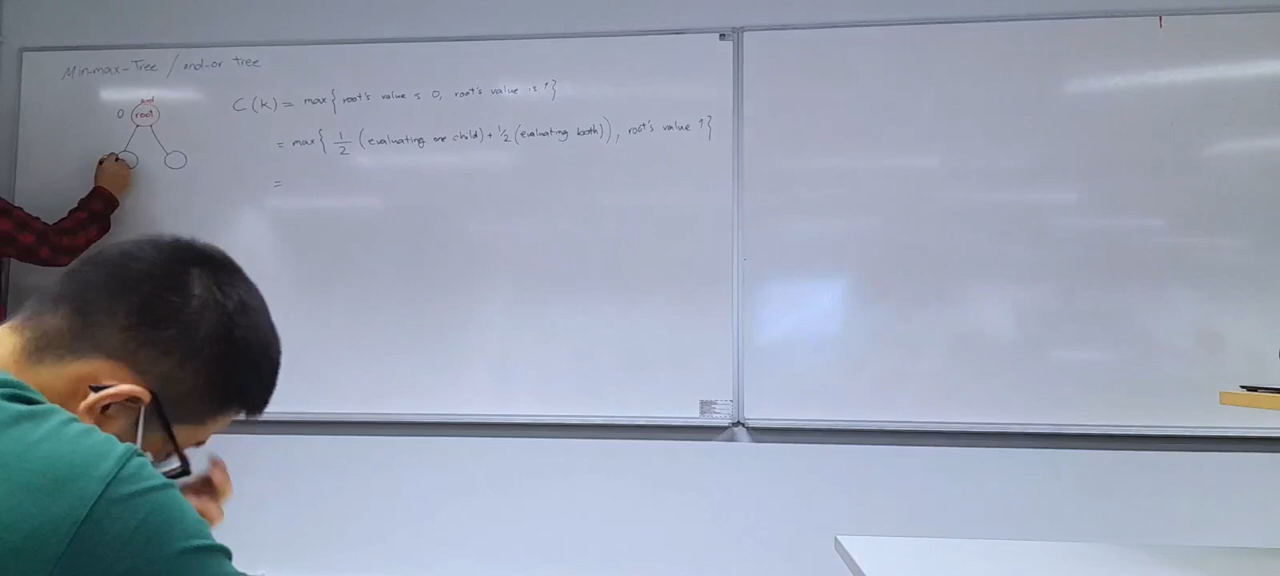 Min-max-Tree / and-or tree
and
0 root
C(k) = max{ root's value is 0, root's value is 1 }
= max{ 1/2 (evaluating one child) + 1/2 (evaluating both)), root's value 1 }
=